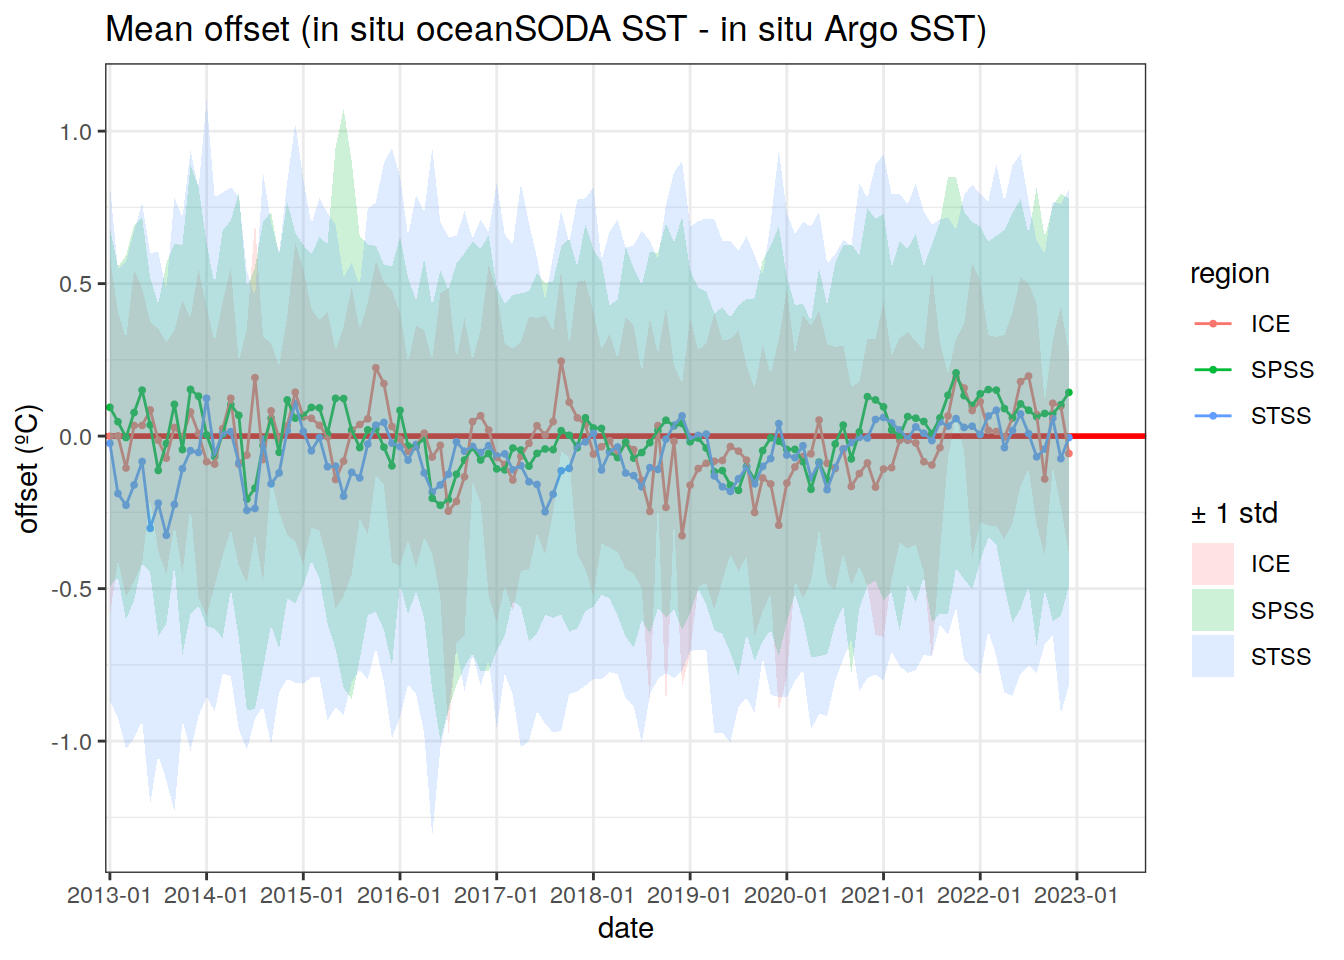 Mean offset (in situ oceanSODA SST - in situ Argo SST)
1.0
0.5
0.0
-0.5
-1.0
offset (ºC)
2013-01 2014-01 2015-01 2016-01 2017-01 2018-01 2019-01 2020-01 2021-01 2022-01 2023-01
date
region
ICE
SPSS
STSS
± 1 std
ICE
SPSS
STSS